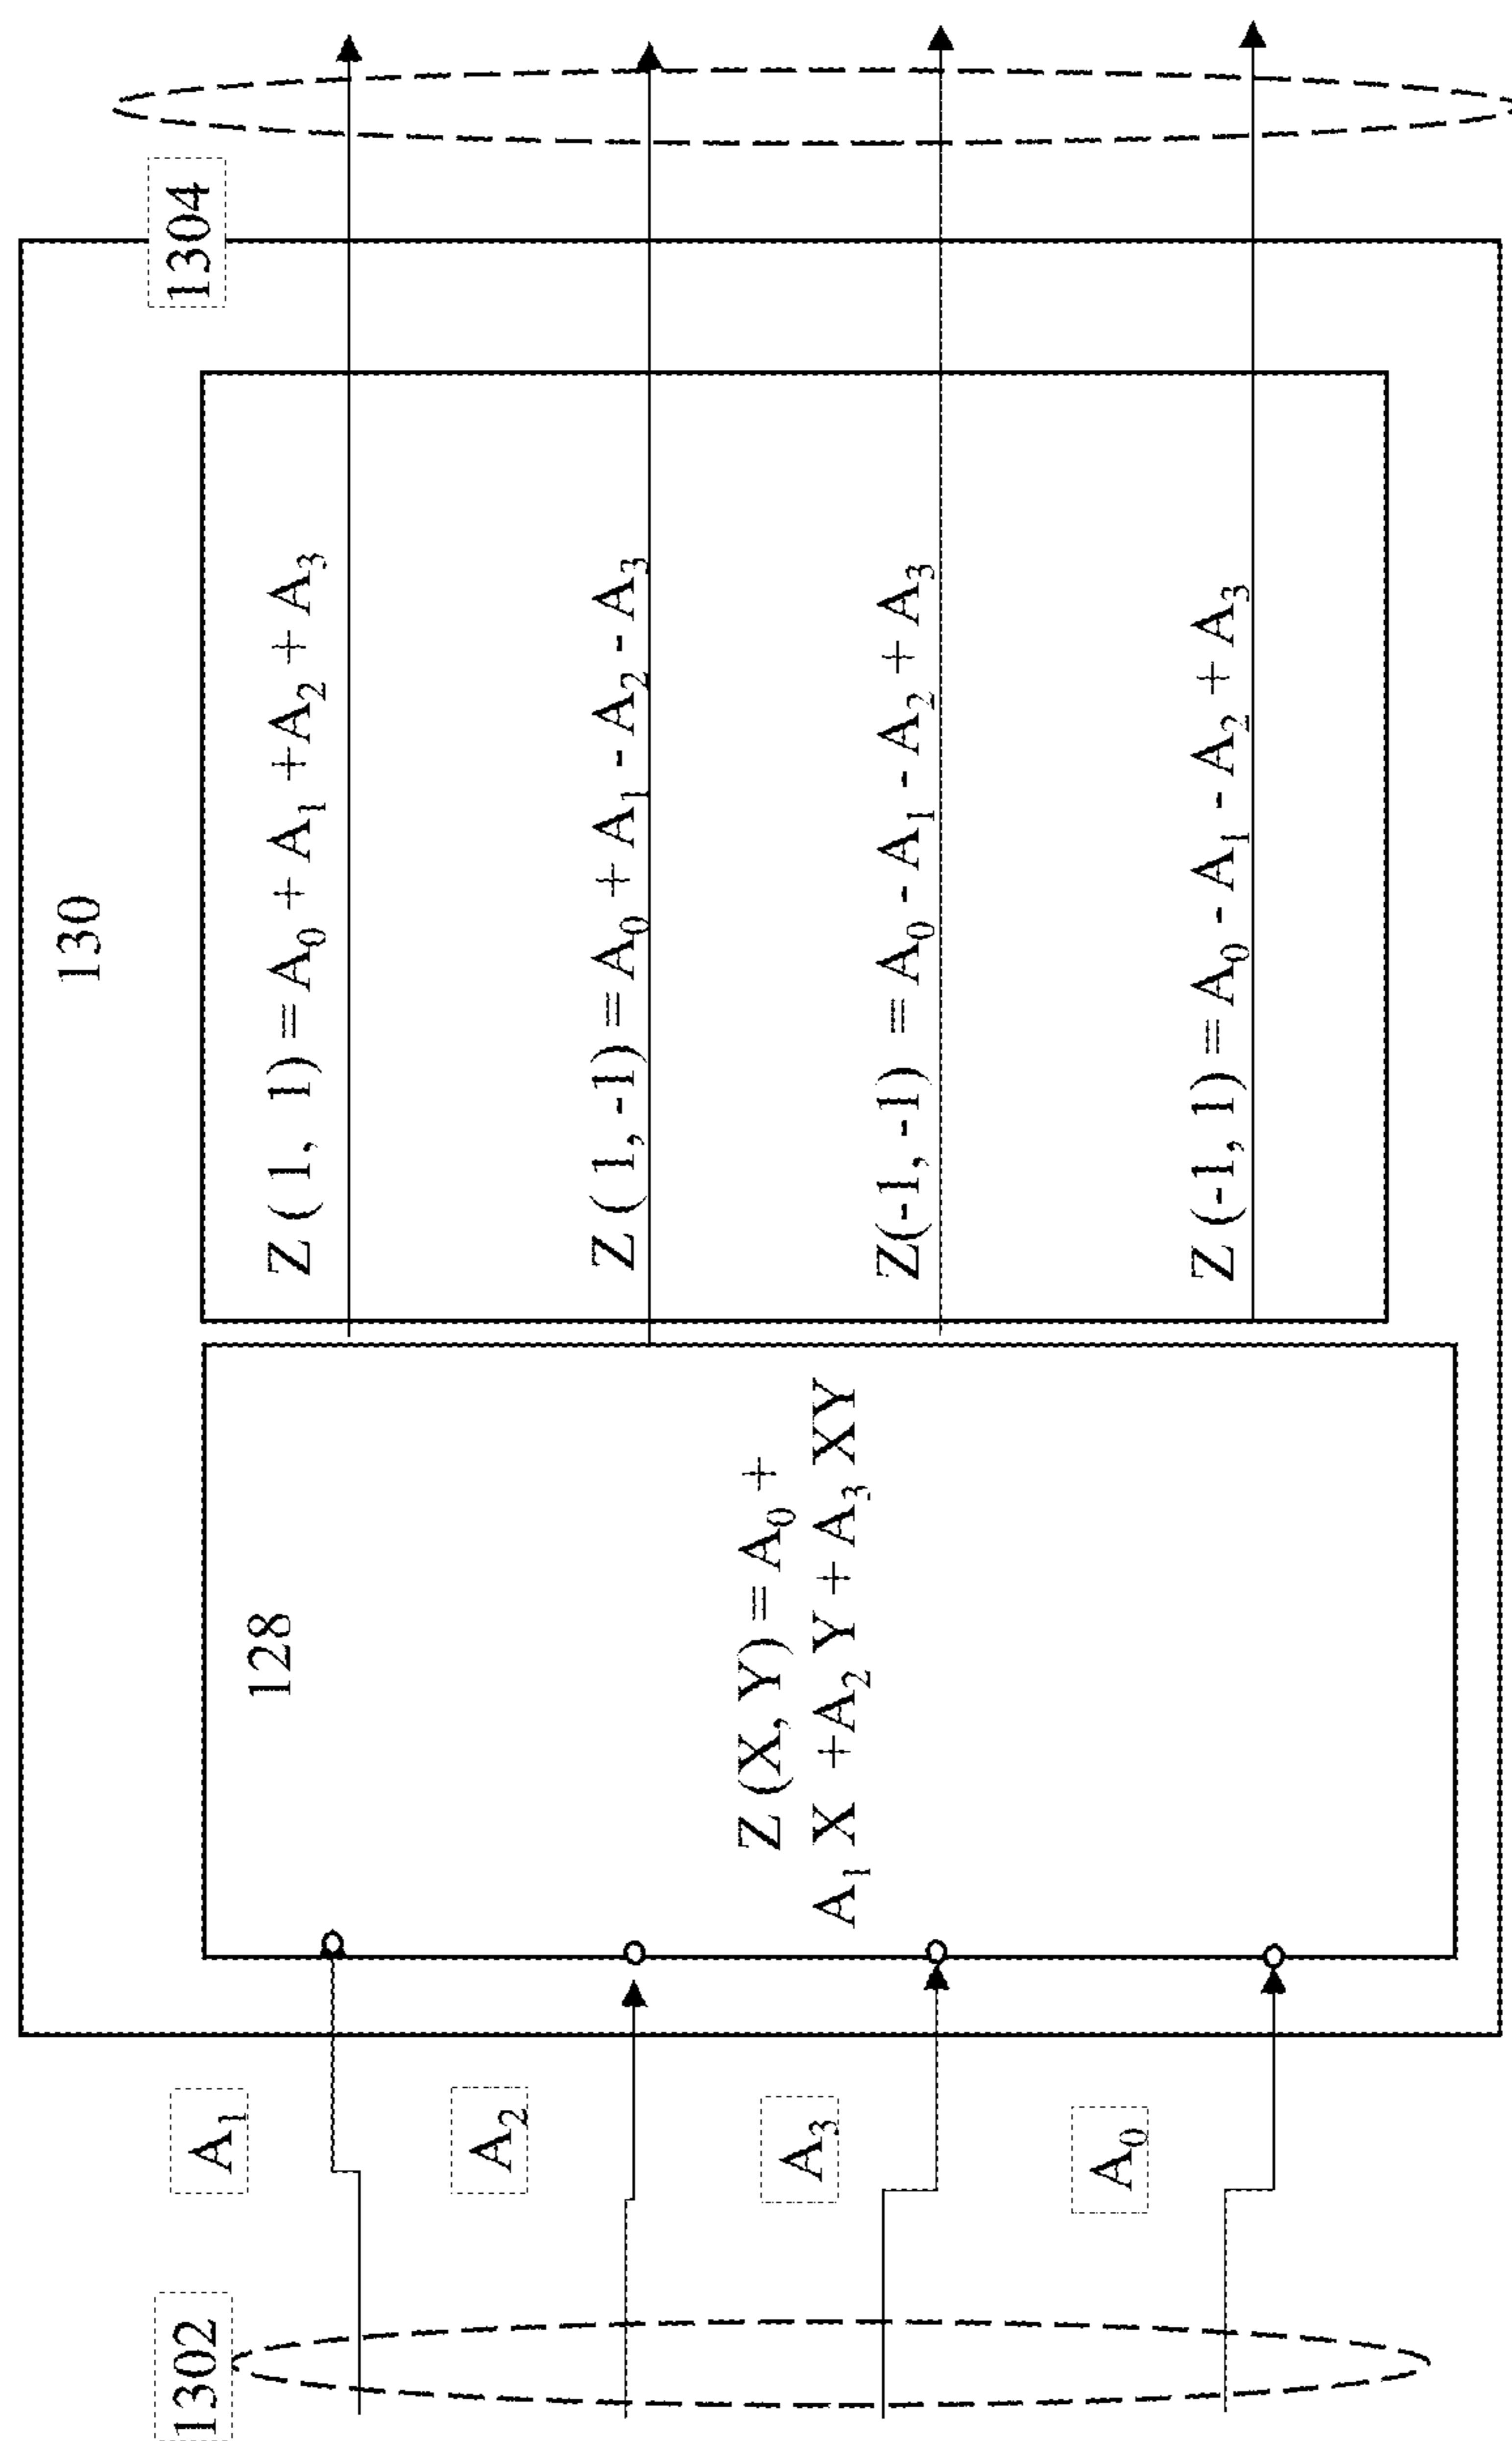 130
1304
1302
A₁
A₂
A₃
A₀
128
Z (X, Y) = A₀ +
A₁ X +A₂ Y + A₃ XY
Z ( 1, 1) = A₀ + A₁ +A₂ + A₃
Z ( 1, -1) = A₀ + A₁ - A₂ - A₃
Z(-1, -1) = A₀ - A₁ - A₂ + A₃
Z (-1, 1) = A₀ - A₁ - A₂ + A₃